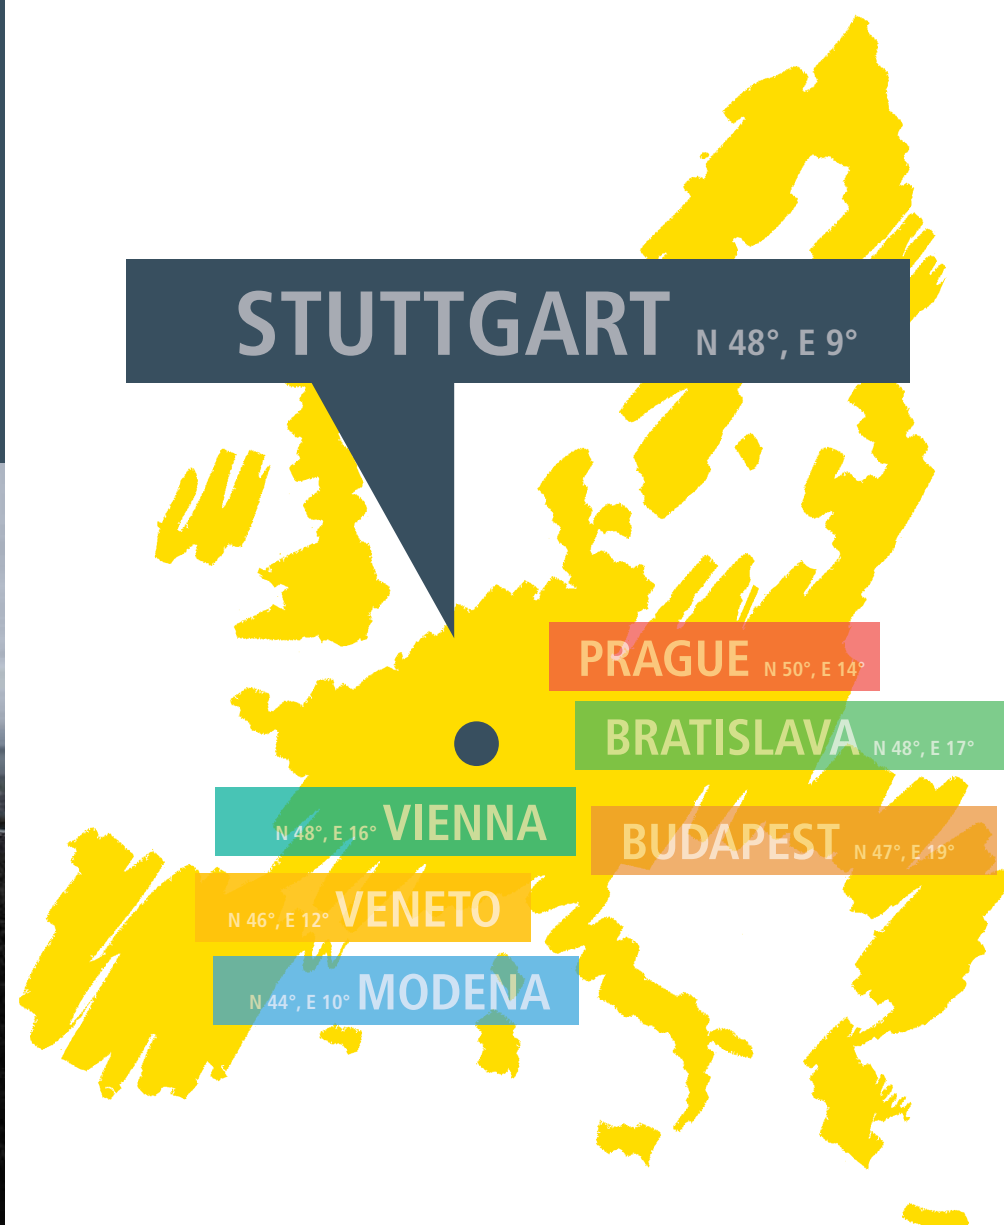 STUTTGART N 48°, E 9°
PRAGUE N 50°, E 14°
BRATISLAVA N 48°, E 17°
N 48°, E 16° VIENNA
BUDAPEST N 47°, E 19°
N 46°, E 12° VENETO
N 44°, E 10° MODENA